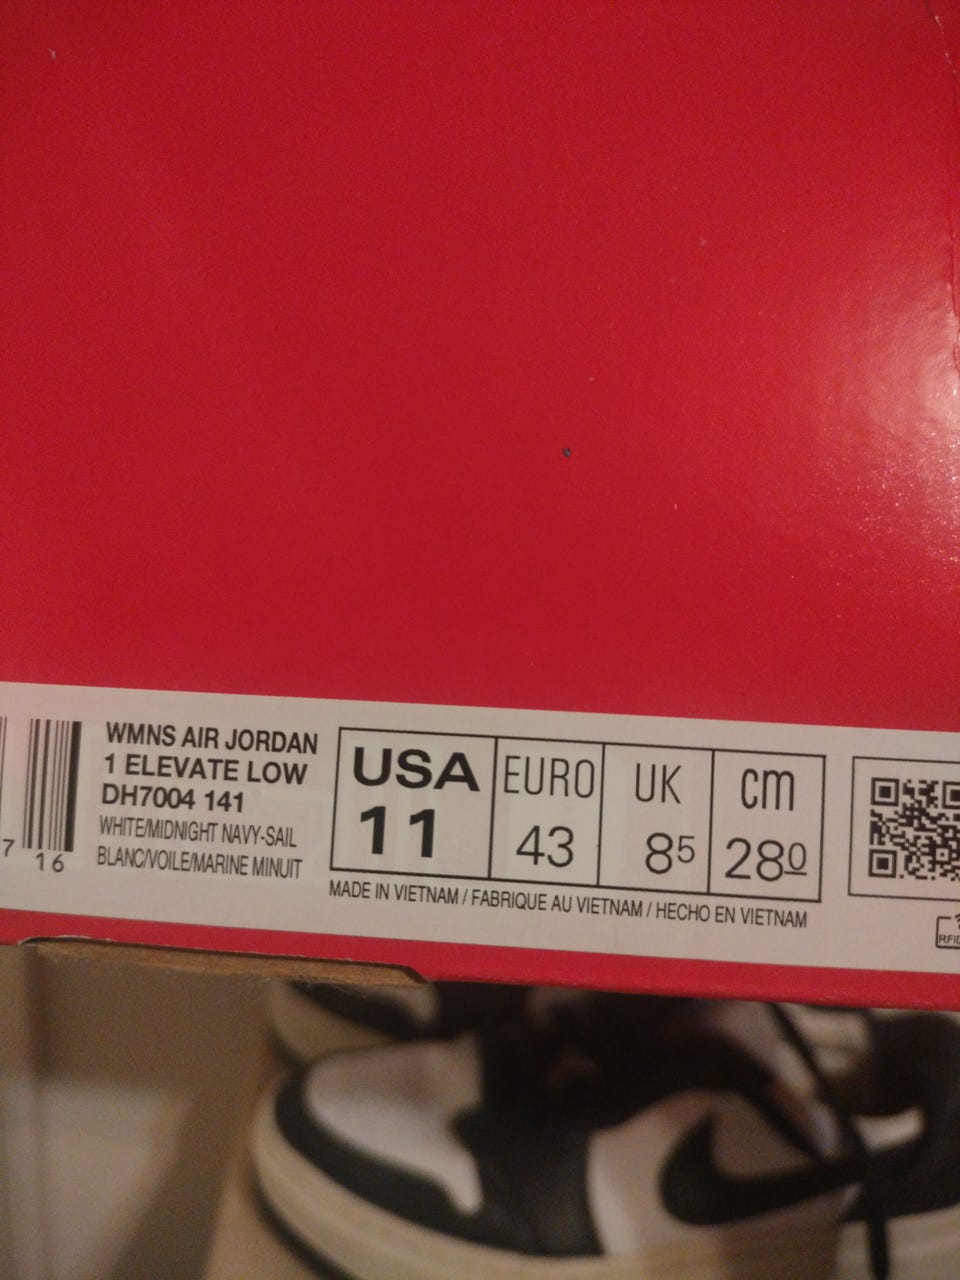 WMNS AIR JORDAN
1 ELEVATE LOW
DH7004 141
WHITE/MIDNIGHT NAVY-SAIL
BLANC/VOILE/MARINE MINUIT
7 16
USA EURO UK cm
11 43 85 280
MADE IN VIETNAM / FABRIQUE AU VIETNAM / HECHO EN VIETNAM
RFID